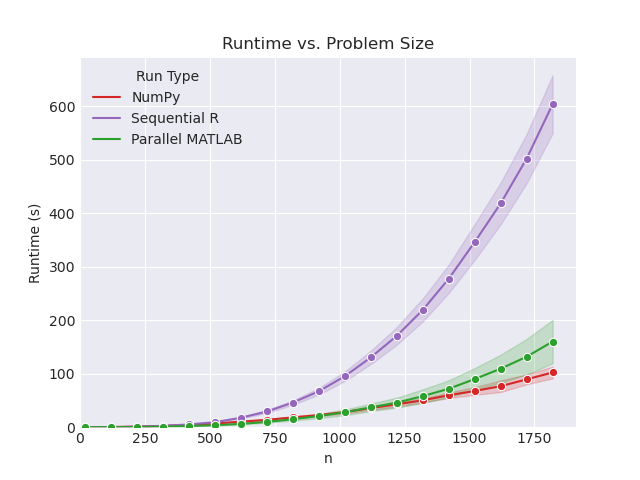 Runtime vs. Problem Size
Run Type
NumPy
Sequential R
Parallel MATLAB
Runtime (s)
600
500
400
300
200
100
0
0 250 500 750 1000 1250 1500 1750
n